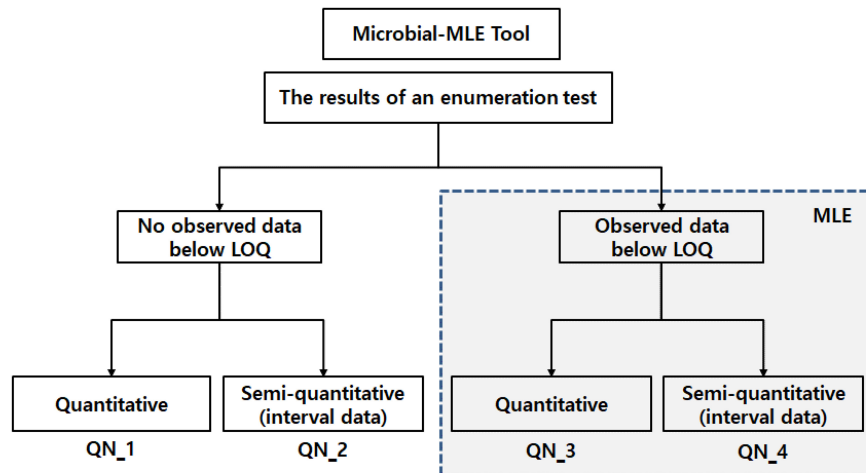 Microbial-MLE Tool
The results of an enumeration test
No observed data
below LOQ
Observed data
below LOQ
MLE
Quantitative
Semi-quantitative
(interval data)
Quantitative
Semi-quantitative
(interval data)
QN_1
QN_2
QN_3
QN_4